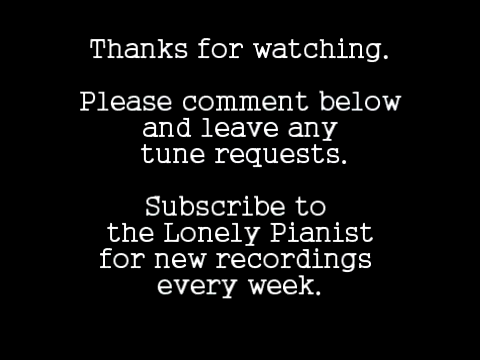 Thanks for watching.
Please comment below
and leave any
tune requests.
Subscribe to
the Lonely Pianist
for new recordings
every week.